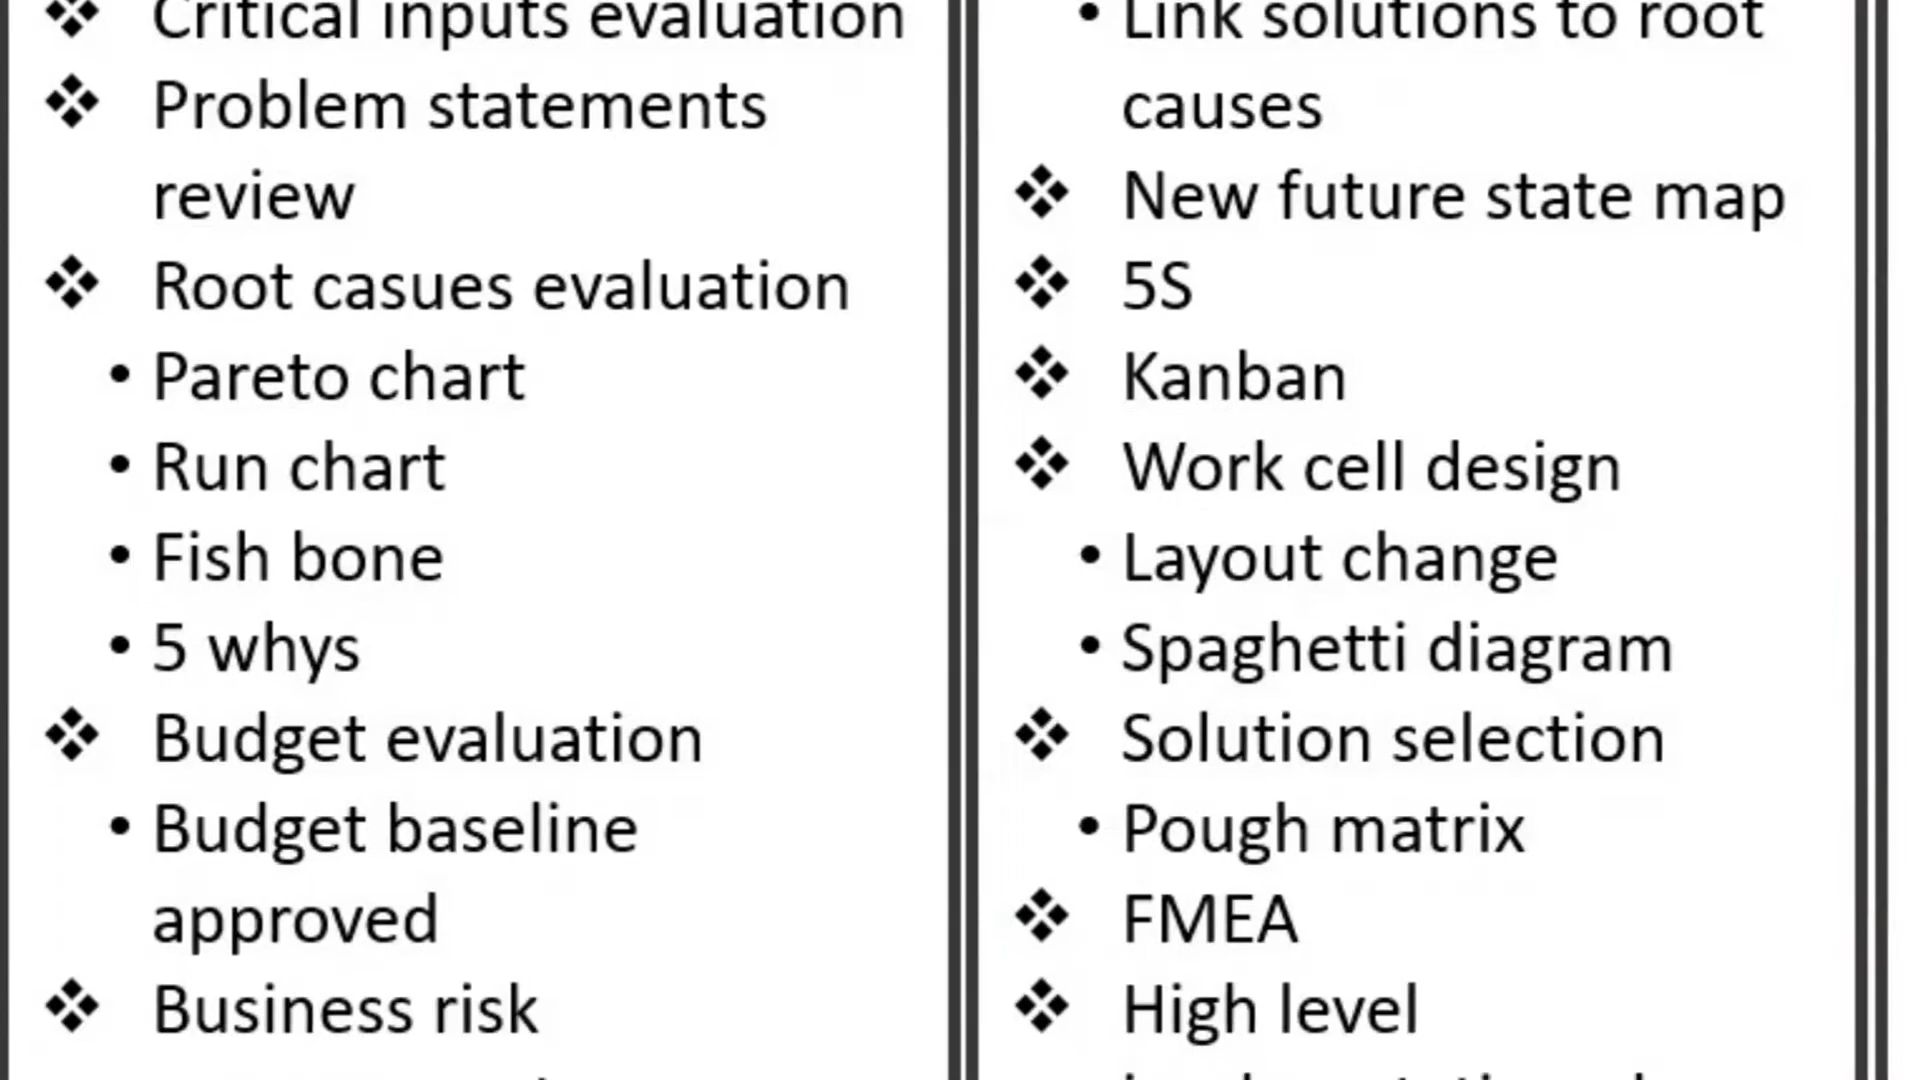 Critical inputs evaluation
❖ Problem statements
review
❖ Root casues evaluation
• Pareto chart
• Run chart
• Fish bone
• 5 whys
❖ Budget evaluation
• Budget baseline
approved
❖ Business risk
• Link solutions to root
causes
❖ New future state map
❖ 5S
❖ Kanban
❖ Work cell design
• Layout change
• Spaghetti diagram
❖ Solution selection
• Pough matrix
❖ FMEA
❖ High level